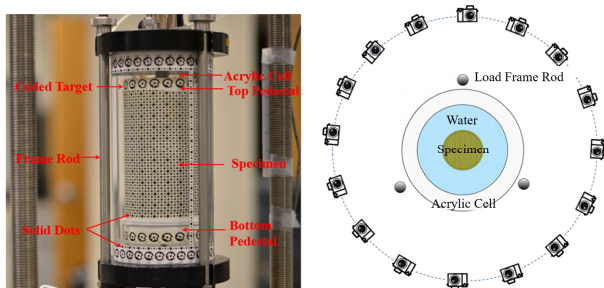 Coded Target
Acrylic Cell
Top Pedestal
Frame Rod
Specimen
Solid Dots
Bottom
Pedestal
Load Frame Rod
Water
Specimen
Acrylic Cell